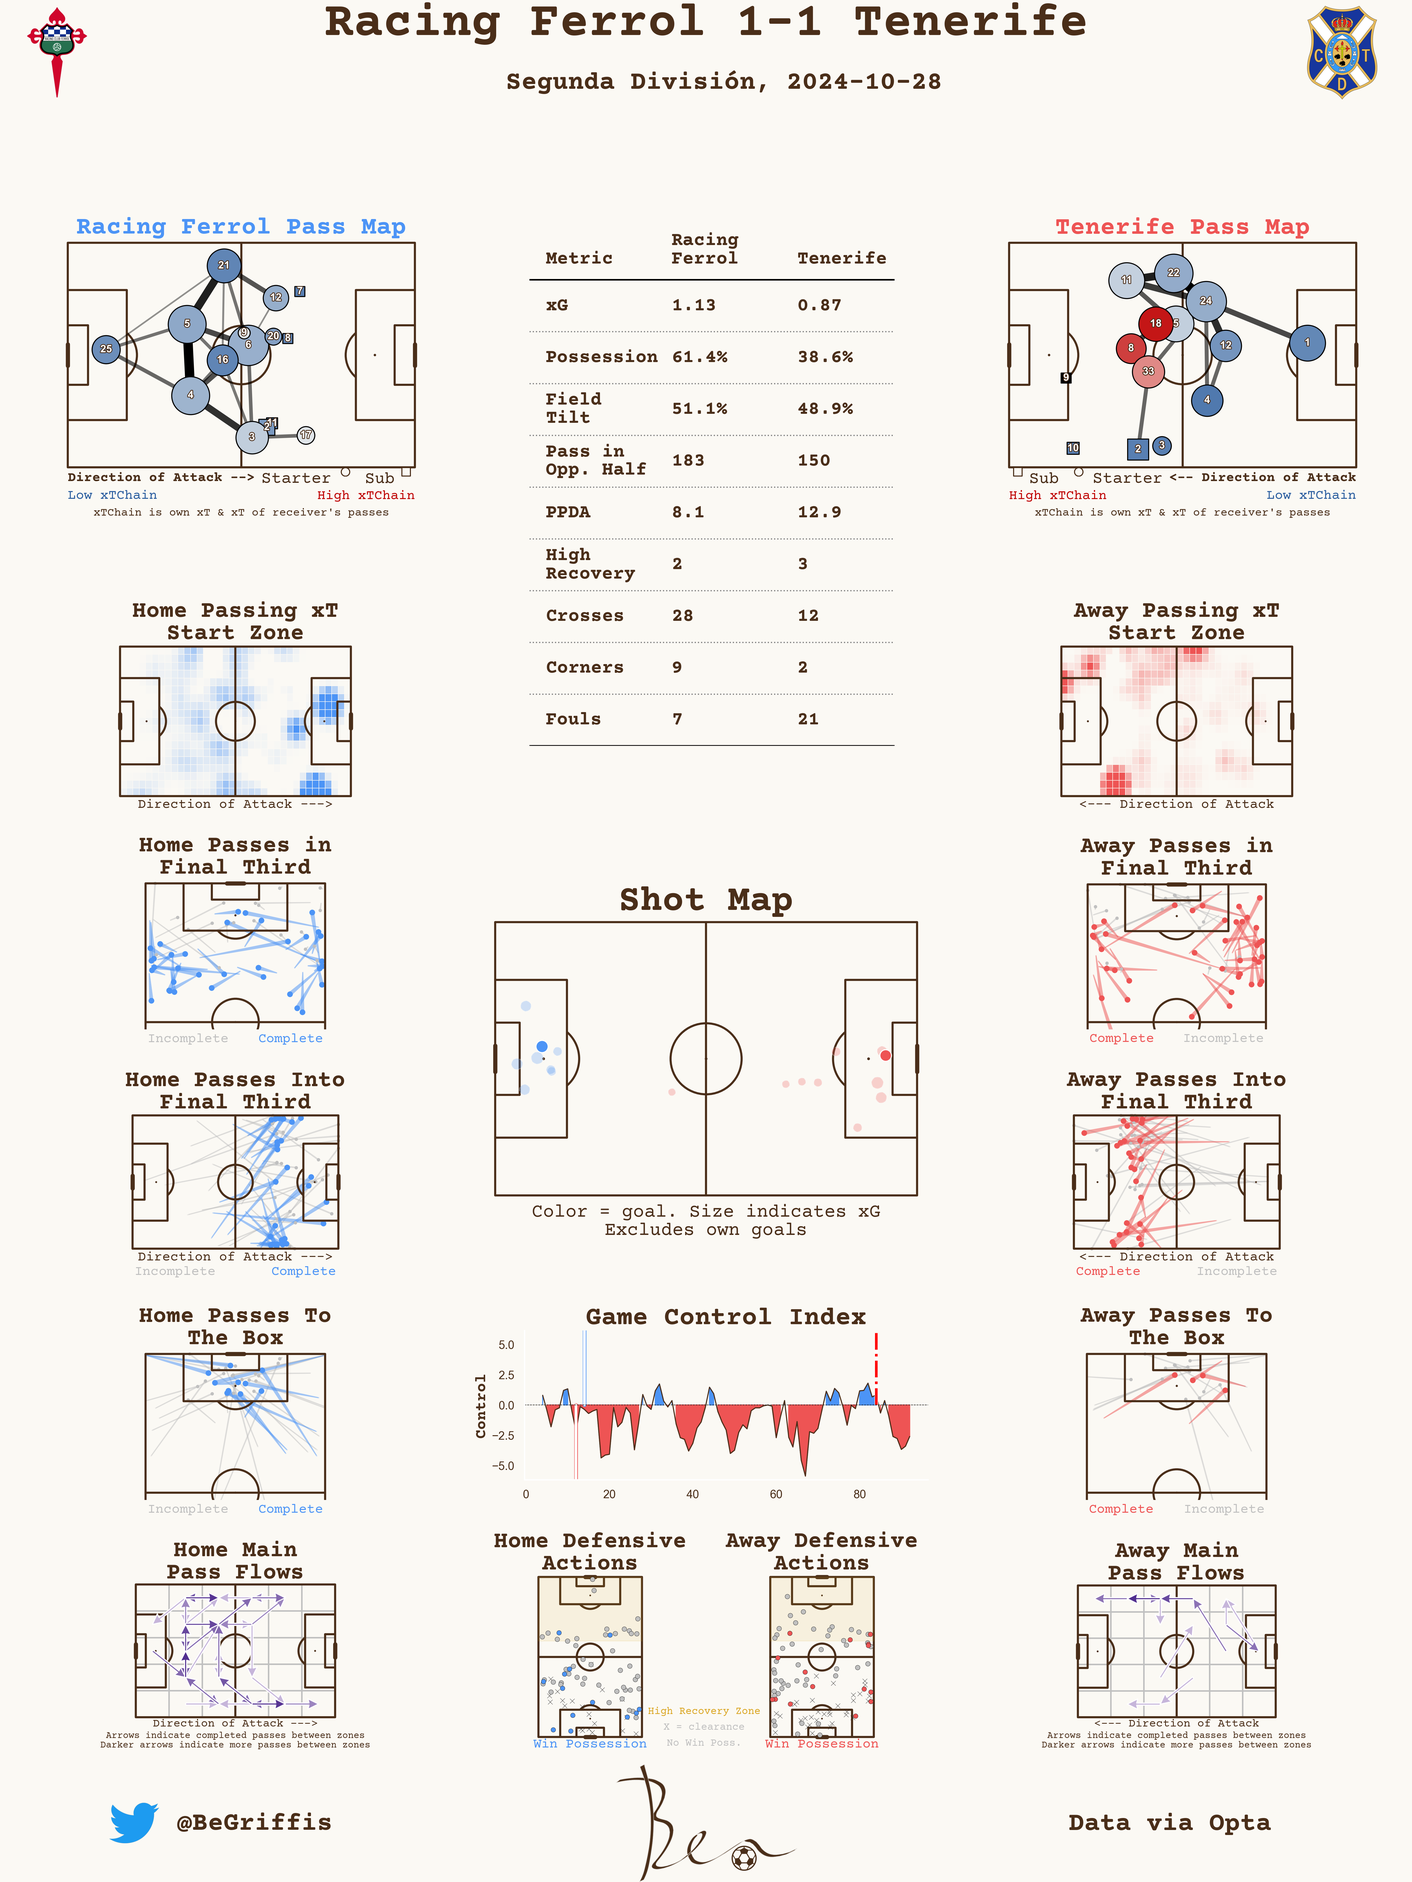 Racing Ferrol 1-1 Tenerife
Segunda División, 2024-10-28
C T
D
Racing Ferrol Pass Map
21
12
7
5
9
20
8
6
25
16
4
11
2
3
17
Direction of Attack --> Starter Sub
Low xTChain High xTChain
xTChain is own xT & xT of receiver's passes
Metric Racing Ferrol Tenerife
xG 1.13 0.87
Possession 61.4% 38.6%
Field Tilt 51.1% 48.9%
Pass in Opp. Half 183 150
PPDA 8.1 12.9
High Recovery 2 3
Crosses 28 12
Corners 9 2
Fouls 7 21
Tenerife Pass Map
11
22
24
18
5
8
12
1
33
9
4
10
2
3
Sub Starter <-- Direction of Attack
High xTChain Low xTChain
xTChain is own xT & xT of receiver's passes
Home Passing xT
Start Zone
Direction of Attack --->
Away Passing xT
Start Zone
<--- Direction of Attack
Home Passes in
Final Third
Incomplete Complete
Away Passes in
Final Third
Complete Incomplete
Shot Map
Color = goal. Size indicates xG
Excludes own goals
Home Passes Into
Final Third
Direction of Attack --->
Incomplete Complete
Away Passes Into
Final Third
<--- Direction of Attack
Complete Incomplete
Home Passes To
The Box
Incomplete Complete
Game Control Index
Control
5.0
2.5
0.0
−2.5
−5.0
0 20 40 60 80
Away Passes To
The Box
Complete Incomplete
Home Main
Pass Flows
Direction of Attack --->
Arrows indicate completed passes between zones
Darker arrows indicate more passes between zones
Home Defensive
Actions
Win Possession
Away Defensive
Actions
Win Possession
High Recovery Zone
X = clearance
No Win Poss.
Away Main
Pass Flows
<--- Direction of Attack
Arrows indicate completed passes between zones
Darker arrows indicate more passes between zones
@BeGriffis
Ben
Data via Opta